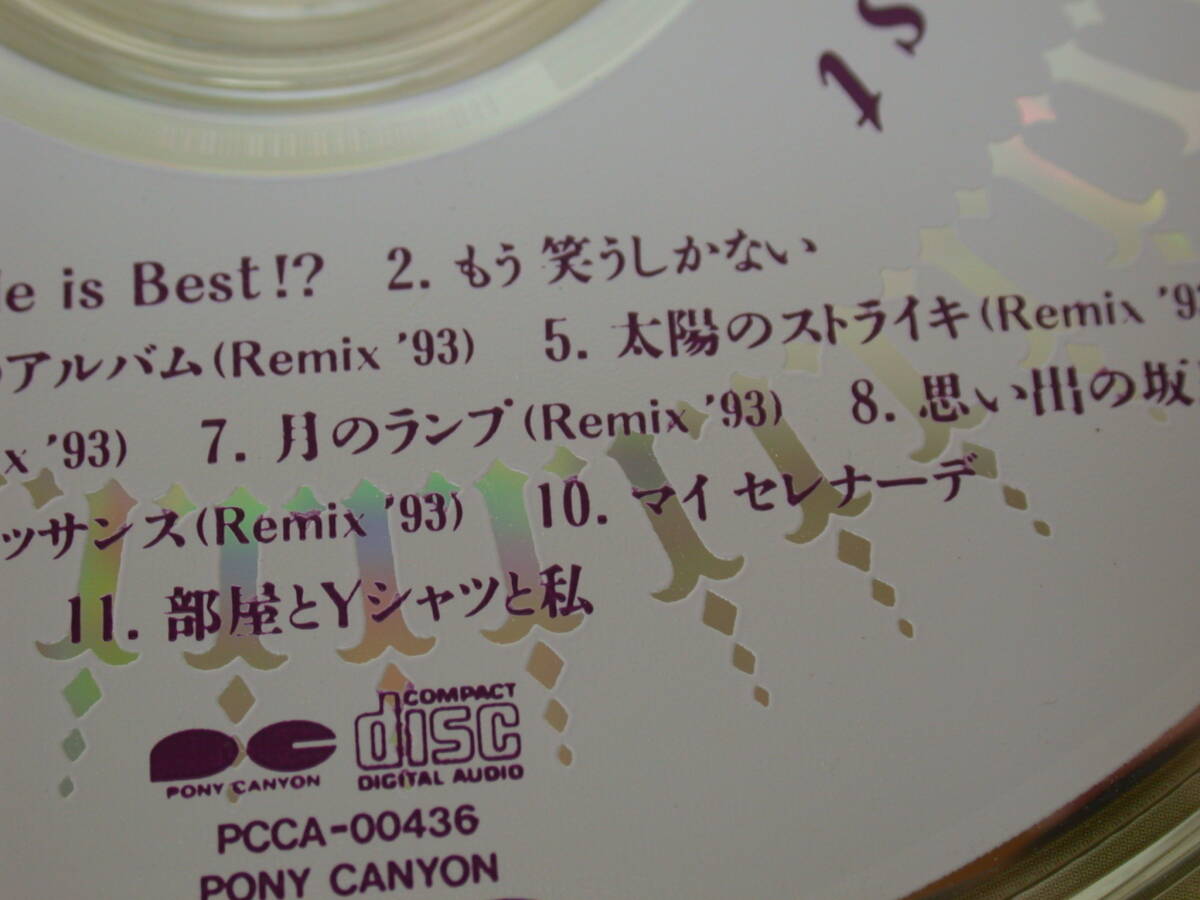 ts
e is Best!? 2. もう 笑うしかない
アルバム(Remix '93) 5. 太陽のストライキ(Remix '9
x '93) 7. 月のランプ(Remix '93) 8. 思い出の坂
ッサンス(Remix '93) 10. マイ セレナーデ
11. 部屋とYシャツと私
PONY CANYON
COMPACT
disc
DIGITAL AUDIO
PCCA-00436
PONY CANYON